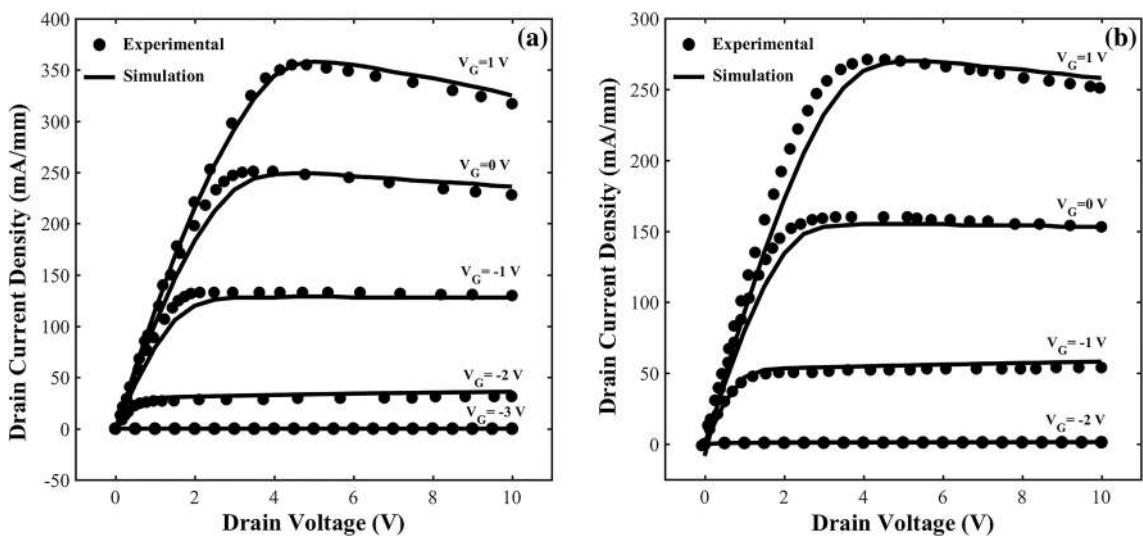 400
350
300
250
200
150
100
50
0
-50
Drain Current Density (mA/mm)
Experimental
Simulation
(a)
V_G=1 V
V_G=0 V
V_G= -1 V
V_G= -2 V
V_G= -3 V
0 2 4 6 8 10
Drain Voltage (V)
300
250
200
150
100
50
0
Drain Current Density (mA/mm)
Experimental
Simulation
(b)
V_G=1 V
V_G=0 V
V_G= -1 V
V_G= -2 V
0 2 4 6 8 10
Drain Voltage (V)